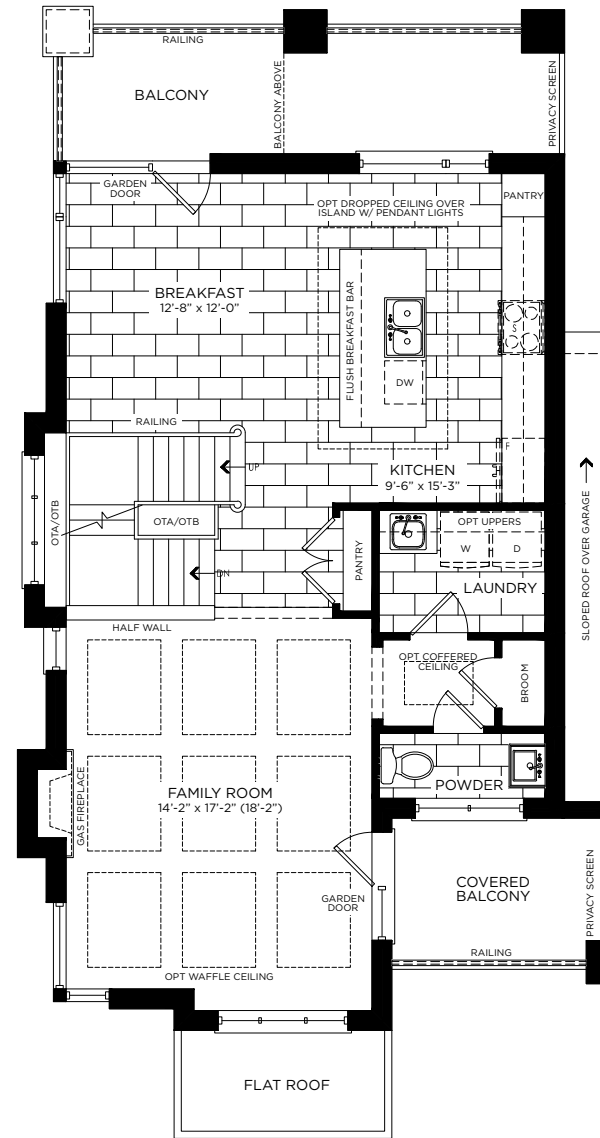 RAILING
BALCONY
BALCONY ABOVE
PRIVACY SCREEN
GARDEN
DOOR
OPT DROPPED CEILING OVER
ISLAND W/ PENDANT LIGHTS
PANTRY
BREAKFAST
12'-8" x 12'-0"
FLUSH BREAKFAST BAR
S
DW
RAILING
UP
F
KITCHEN
9'-6" x 15'-3"
OTA/OTB
OTA/OTB
DN
PANTRY
OPT UPPERS
W
D
LAUNDRY
SLOPED ROOF OVER GARAGE
HALF WALL
OPT COFFERED
CEILING
BROOM
GAS FIREPLACE
FAMILY ROOM
14'-2" x 17'-2" (18'-2")
POWDER
GARDEN
DOOR
COVERED
BALCONY
PRIVACY SCREEN
RAILING
OPT WAFFLE CEILING
FLAT ROOF